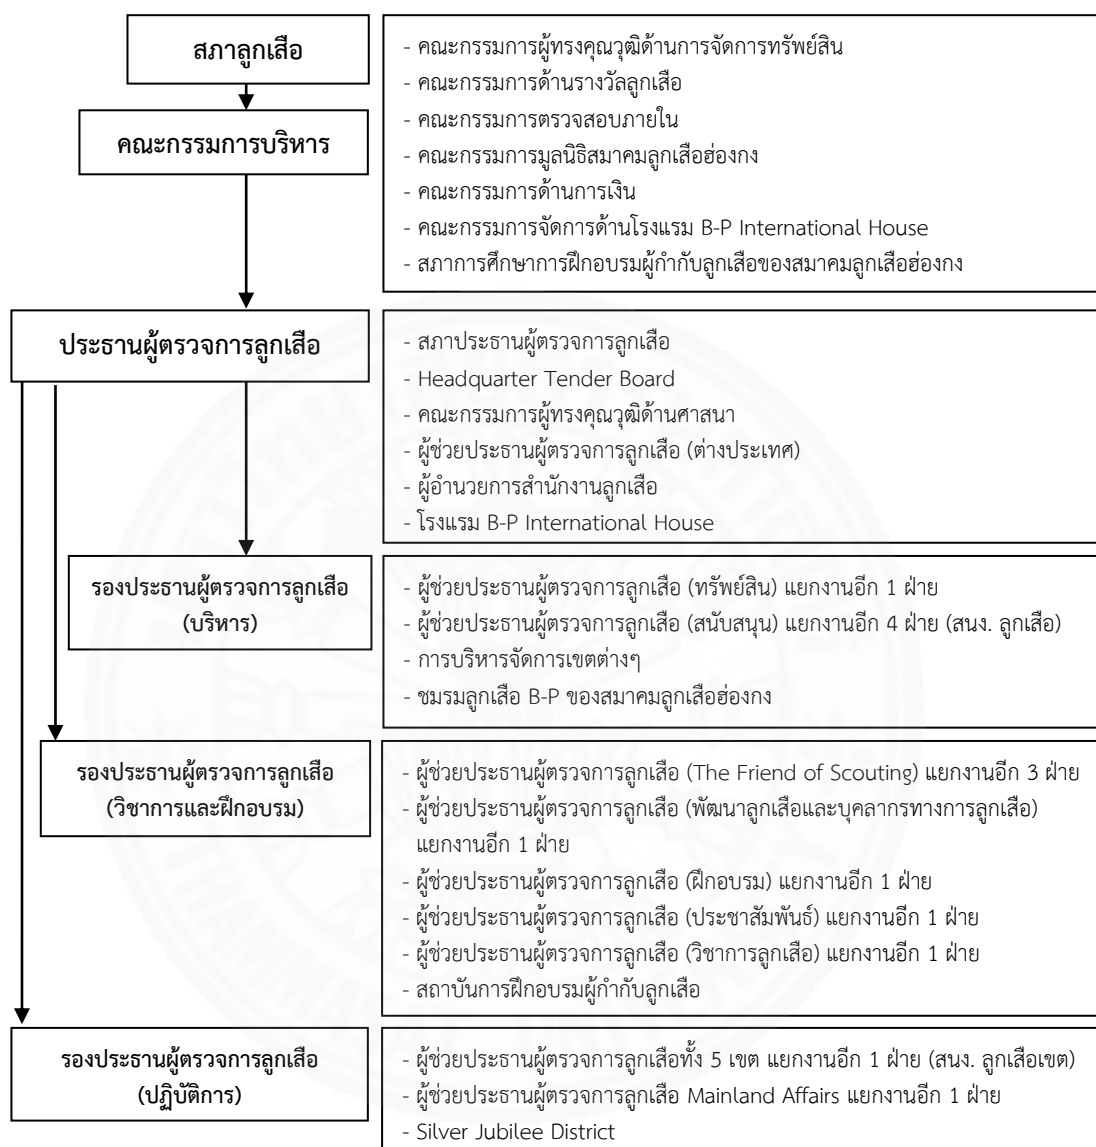 สภาลูกเสือ
- คณะกรรมการผู้ทรงคุณวุฒิด้านการจัดการทรัพย์สิน
- คณะกรรมการด้านรางวัลลูกเสือ
- คณะกรรมการตรวจสอบภายใน
- คณะกรรมการมูลนิธิสมาคมลูกเสือฮ่องกง
- คณะกรรมการด้านการเงิน
- คณะกรรมการจัดการด้านโรงแรม B-P International House
- สภาการศึกษาการฝึกอบรมผู้กำกับลูกเสือของสมาคมลูกเสือฮ่องกง
คณะกรรมการบริหาร
ประธานผู้ตรวจการลูกเสือ
- สภาประธานผู้ตรวจการลูกเสือ
- Headquarter Tender Board
- คณะกรรมการผู้ทรงคุณวุฒิด้านศาสนา
- ผู้ช่วยประธานผู้ตรวจการลูกเสือ (ต่างประเทศ)
- ผู้อำนวยการสำนักงานลูกเสือ
- โรงแรม B-P International House
รองประธานผู้ตรวจการลูกเสือ
(บริหาร)
- ผู้ช่วยประธานผู้ตรวจการลูกเสือ (ทรัพย์สิน) แยกงานอีก 1 ฝ่าย
- ผู้ช่วยประธานผู้ตรวจการลูกเสือ (สนับสนุน) แยกงานอีก 4 ฝ่าย (สนง. ลูกเสือ)
- การบริหารจัดการเขตต่างๆ
- ชมรมลูกเสือ B-P ของสมาคมลูกเสือฮ่องกง
รองประธานผู้ตรวจการลูกเสือ
(วิชาการและฝึกอบรม)
- ผู้ช่วยประธานผู้ตรวจการลูกเสือ (The Friend of Scouting) แยกงานอีก 3 ฝ่าย
- ผู้ช่วยประธานผู้ตรวจการลูกเสือ (พัฒนาลูกเสือและบุคลากรทางการลูกเสือ)
แยกงานอีก 1 ฝ่าย
- ผู้ช่วยประธานผู้ตรวจการลูกเสือ (ฝึกอบรม) แยกงานอีก 1 ฝ่าย
- ผู้ช่วยประธานผู้ตรวจการลูกเสือ (ประชาสัมพันธ์) แยกงานอีก 1 ฝ่าย
- ผู้ช่วยประธานผู้ตรวจการลูกเสือ (วิชาการลูกเสือ) แยกงานอีก 1 ฝ่าย
- สถาบันการฝึกอบรมผู้กำกับลูกเสือ
รองประธานผู้ตรวจการลูกเสือ
(ปฏิบัติการ)
- ผู้ช่วยประธานผู้ตรวจการลูกเสือทั้ง 5 เขต แยกงานอีก 1 ฝ่าย (สนง. ลูกเสือเขต)
- ผู้ช่วยประธานผู้ตรวจการลูกเสือ Mainland Affairs แยกงานอีก 1 ฝ่าย
- Silver Jubilee District